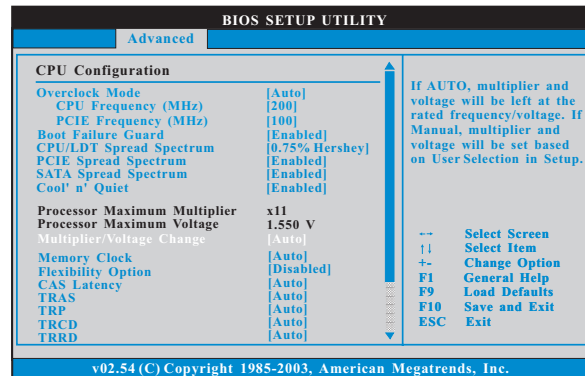 BIOS SETUP UTILITY
Advanced
CPU Configuration
Overclock Mode [Auto]
CPU Frequency (MHz) [200]
PCIE Frequency (MHz) [100]
Boot Failure Guard [Enabled]
CPU/LDT Spread Spectrum [0.75% Hershey]
PCIE Spread Spectrum [Enabled]
SATA Spread Spectrum [Enabled]
Cool' n' Quiet [Enabled]
Processor Maximum Multiplier x11
Processor Maximum Voltage 1.550 V
Multiplier/Voltage Change [Auto]
Memory Clock [Auto]
Flexibility Option [Disabled]
CAS Latency [Auto]
TRAS [Auto]
TRP [Auto]
TRCD [Auto]
TRRD [Auto]
If AUTO, multiplier and
voltage will be left at the
rated frequency/voltage. If
Manual, multiplier and
voltage will be set based
on User Selection in Setup.
←→ Select Screen
↑↓ Select Item
+- Change Option
F1 General Help
F9 Load Defaults
F10 Save and Exit
ESC Exit
v02.54 (C) Copyright 1985-2003, American Megatrends, Inc.